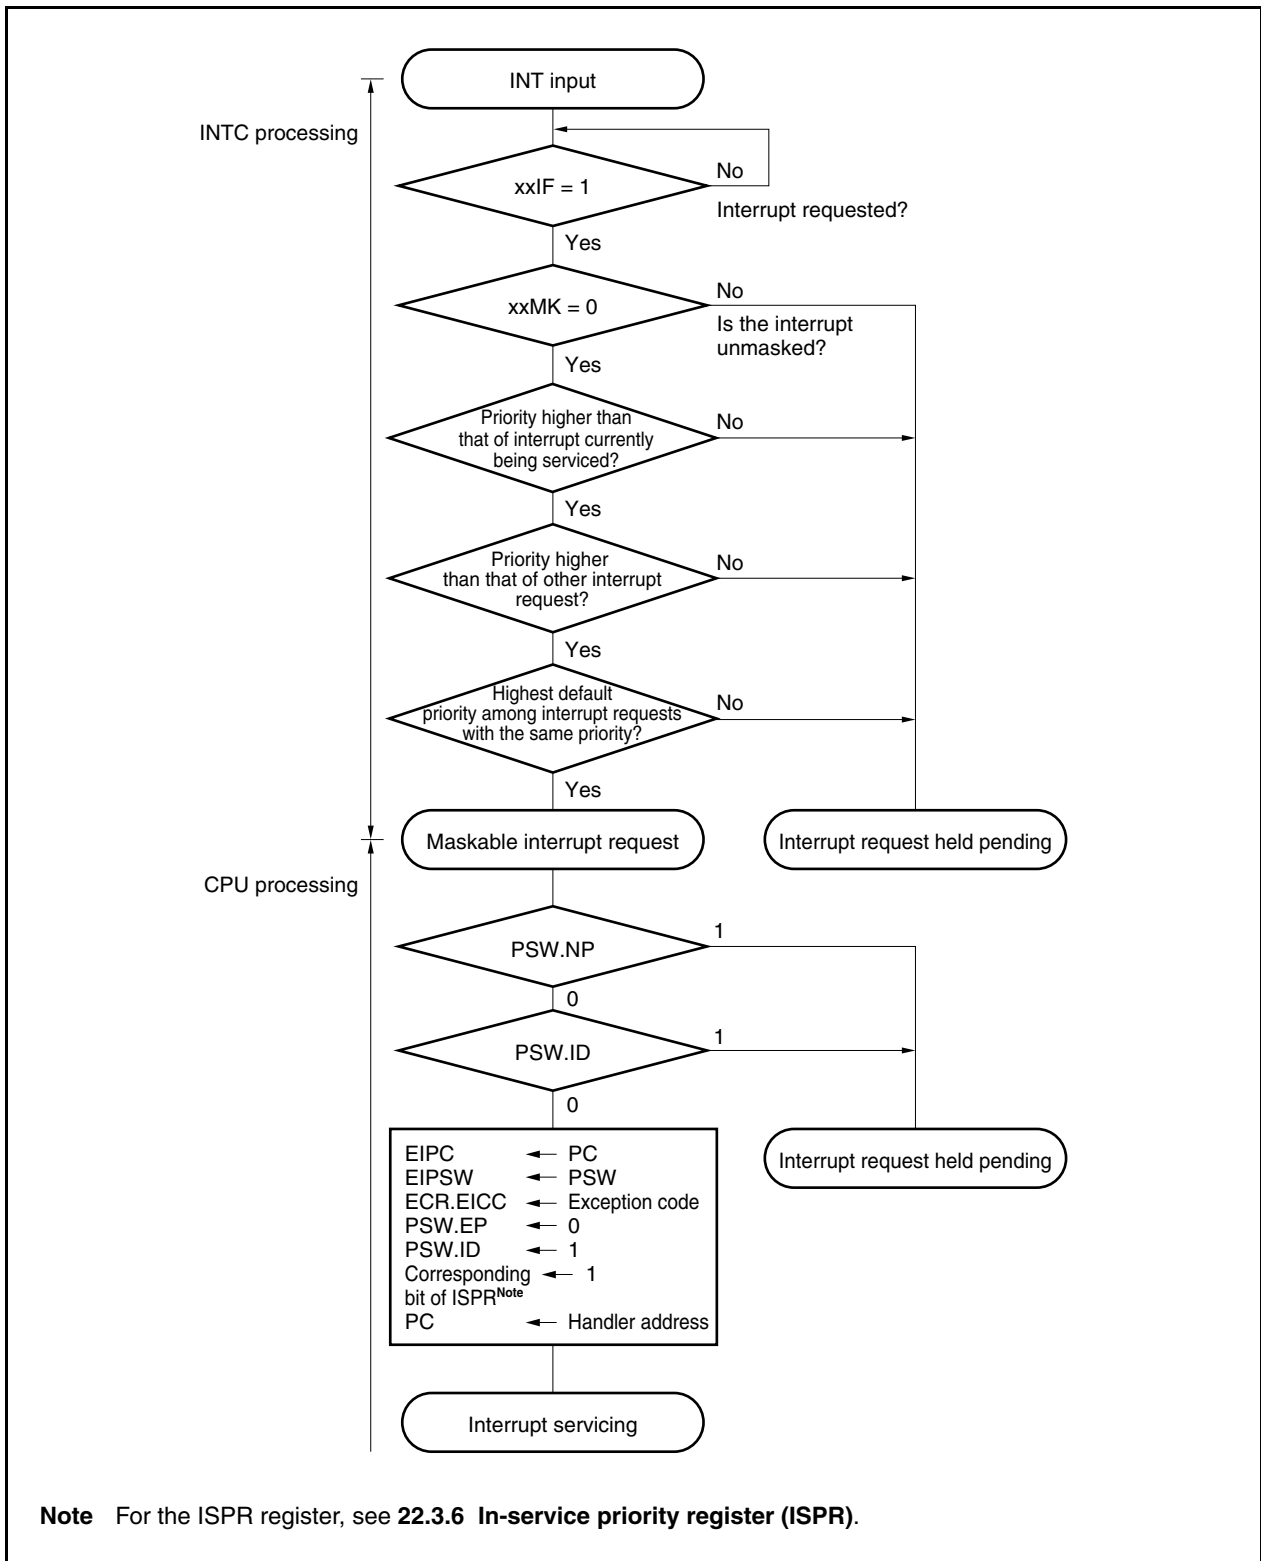 INT input
INTC processing
xxIF = 1
No
Interrupt requested?
Yes
xxMK = 0
No
Is the interrupt
unmasked?
Yes
Priority higher than
that of interrupt currently
being serviced?
No
Yes
Priority higher
than that of other interrupt
request?
No
Yes
Highest default
priority among interrupt requests
with the same priority?
No
Yes
Maskable interrupt request
Interrupt request held pending
CPU processing
PSW.NP
1
0
PSW.ID
1
0
EIPC ← PC
EIPSW ← PSW
ECR.EICC ← Exception code
PSW.EP ← 0
PSW.ID ← 1
Corresponding ← 1
bit of ISPRNote
PC ← Handler address
Interrupt request held pending
Interrupt servicing
Note For the ISPR register, see 22.3.6 In-service priority register (ISPR).